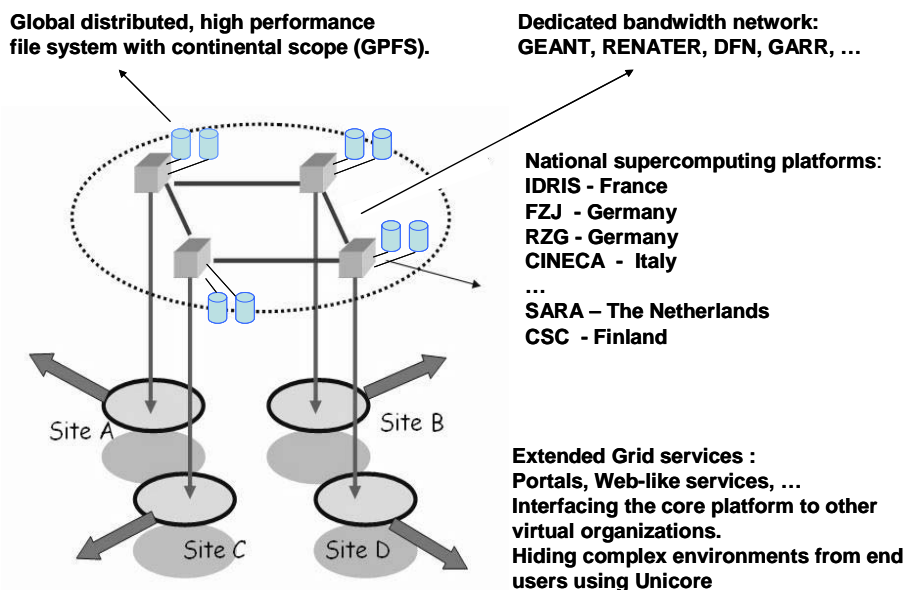 Global distributed, high performance
file system with continental scope (GPFS).
Dedicated bandwidth network:
GEANT, RENATER, DFN, GARR, …
National supercomputing platforms:
IDRIS - France
FZJ - Germany
RZG - Germany
CINECA - Italy
…
SARA – The Netherlands
CSC - Finland
Site A
Site B
Site C
Site D
Extended Grid services :
Portals, Web-like services, …
Interfacing the core platform to other
virtual organizations.
Hiding complex environments from end
users using Unicore